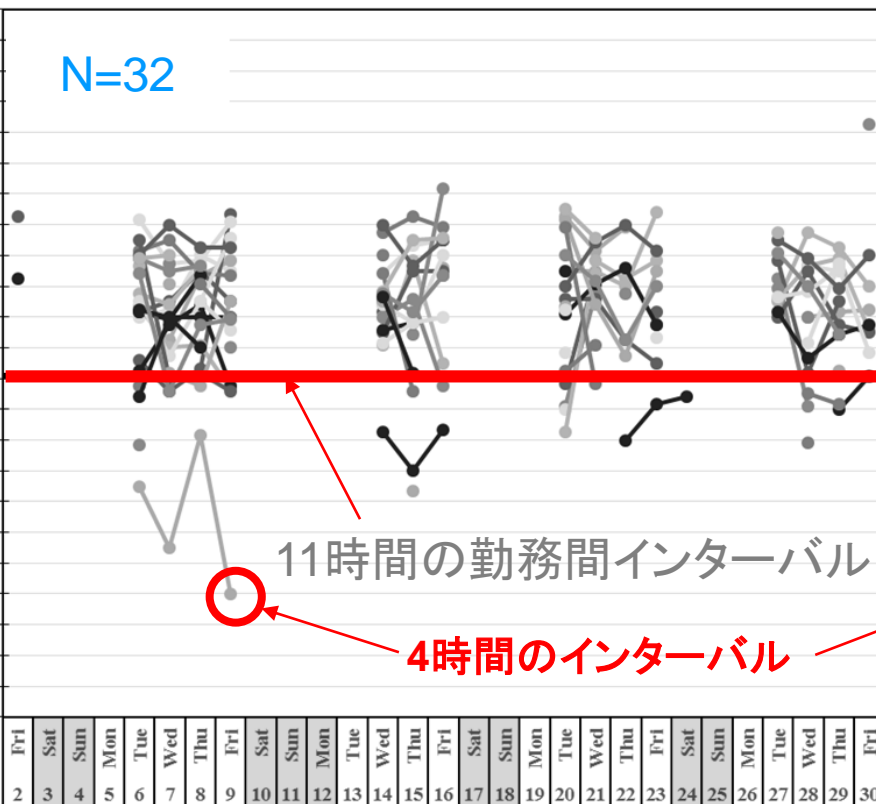 N=32
11時間の勤務間インターバル
4時間のインターバル
Fri Sat Sun Mon Tue Wed Thu Fri Sat Sun Mon Tue Wed Thu Fri Sat Sun Mon Tue Wed Thu Fri Sat Sun Mon Tue Wed Thu Fri
2 3 4 5 6 7 8 9 10 11 12 13 14 15 16 17 18 19 20 21 22 23 24 25 26 27 28 29 30